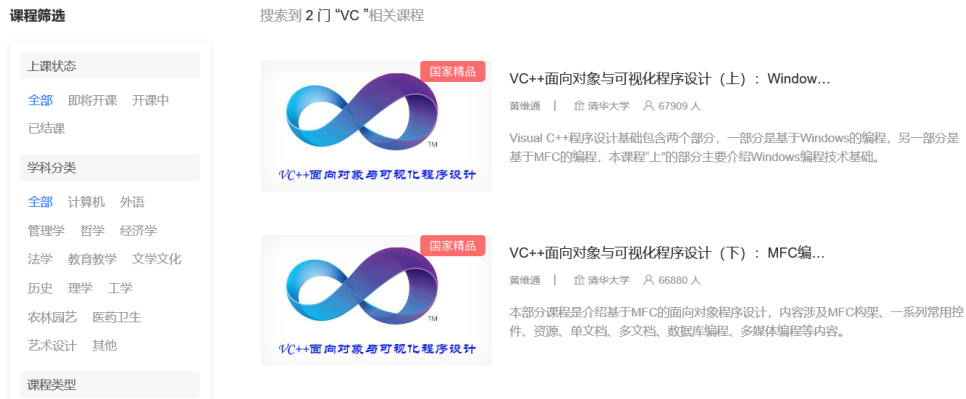 课程筛选
搜索到 2 门 “VC ”相关课程
上课状态
全部 即将开课 开课中
已结课
学科分类
全部 计算机 外语
管理学 哲学 经济学
法学 教育教学 文学文化
历史 理学 工学
农林园艺 医药卫生
艺术设计 其他
课程类型
国家精品
TM
VC++面向对象与可视化程序设计
VC++面向对象与可视化程序设计（上）：Window...
黄维通 | 清华大学 67909 人
Visual C++程序设计基础包含两个部分，一部分是基于Windows的编程，另一部分是
基于MFC的编程，本课程“上”的部分主要介绍Windows编程技术基础。
国家精品
TM
VC++面向对象与可视化程序设计
VC++面向对象与可视化程序设计（下）：MFC编...
黄维通 | 清华大学 66880 人
本部分课程是介绍基于MFC的面向对象程序设计，内容涉及MFC构架、一系列常用控
件、资源、单文档、多文档、数据库编程、多媒体编程等内容。